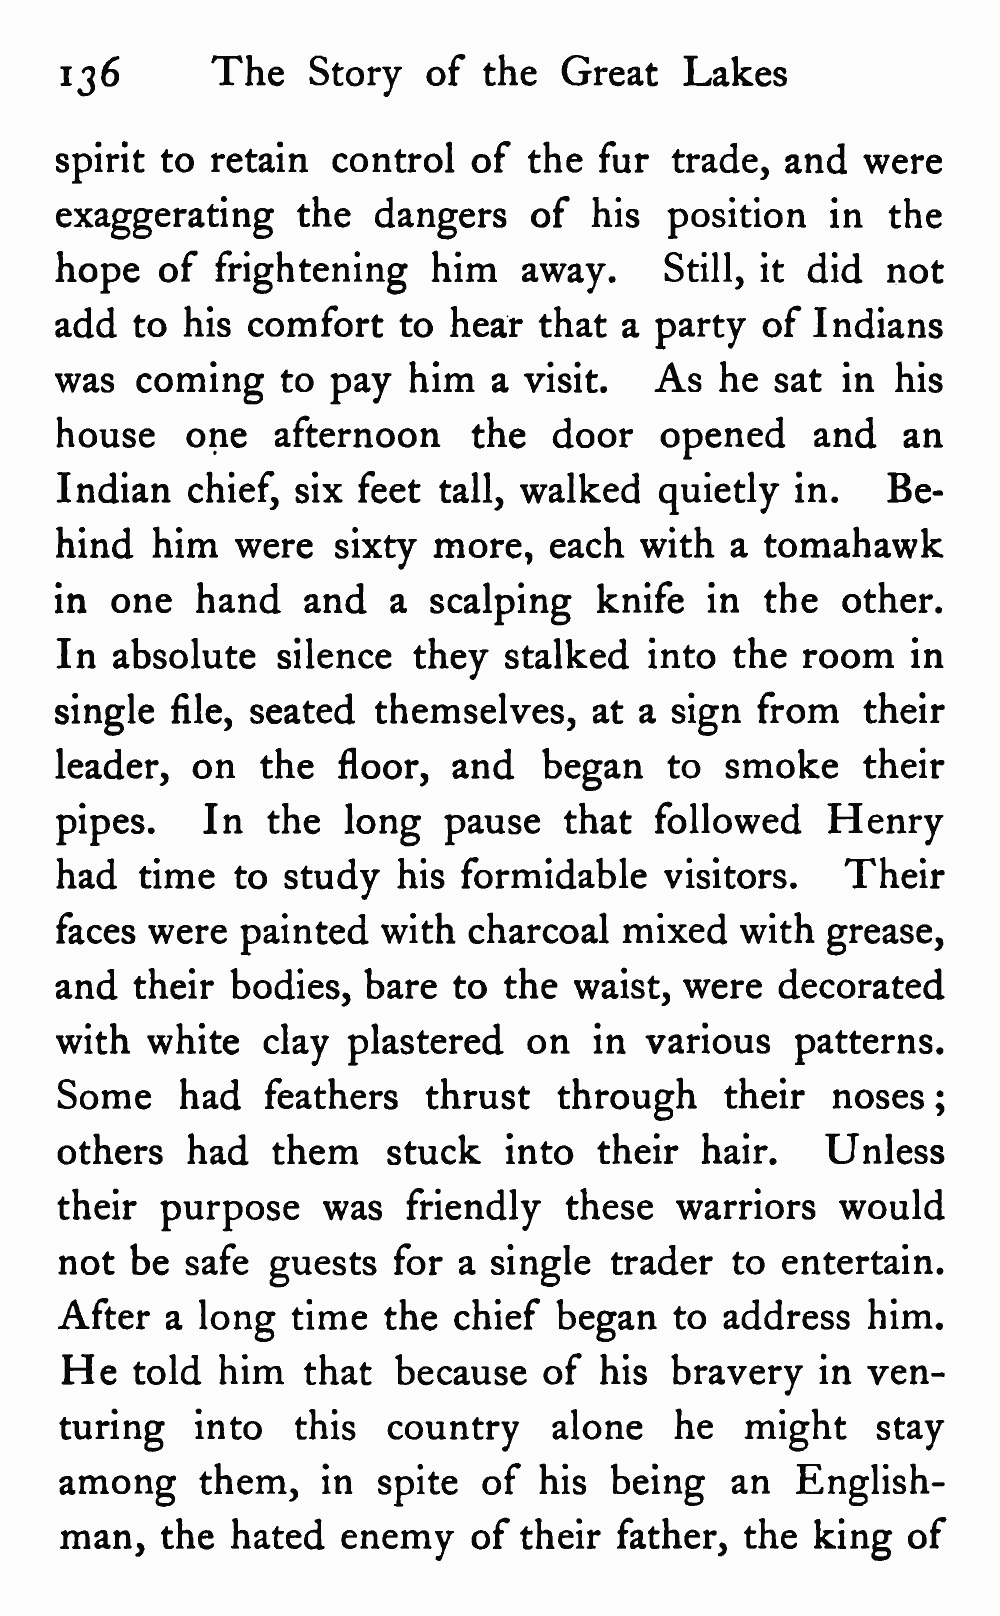 136 The Story of the Great Lakes
spirit to retain control of the fur trade, and were
exaggerating the dangers of his position in the
hope of frightening him away. Still, it did not
add to his comfort to hear that a party of Indians
was coming to pay him a visit. As he sat in his
house one afternoon the door opened and an
Indian chief, six feet tall, walked quietly in. Be-
hind him were sixty more, each with a tomahawk
in one hand and a scalping knife in the other.
In absolute silence they stalked into the room in
single file, seated themselves, at a sign from their
leader, on the floor, and began to smoke their
pipes. In the long pause that followed Henry
had time to study his formidable visitors. Their
faces were painted with charcoal mixed with grease,
and their bodies, bare to the waist, were decorated
with white clay plastered on in various patterns.
Some had feathers thrust through their noses;
others had them stuck into their hair. Unless
their purpose was friendly these warriors would
not be safe guests for a single trader to entertain.
After a long time the chief began to address him.
He told him that because of his bravery in ven-
turing into this country alone he might stay
among them, in spite of his being an English-
man, the hated enemy of their father, the king of